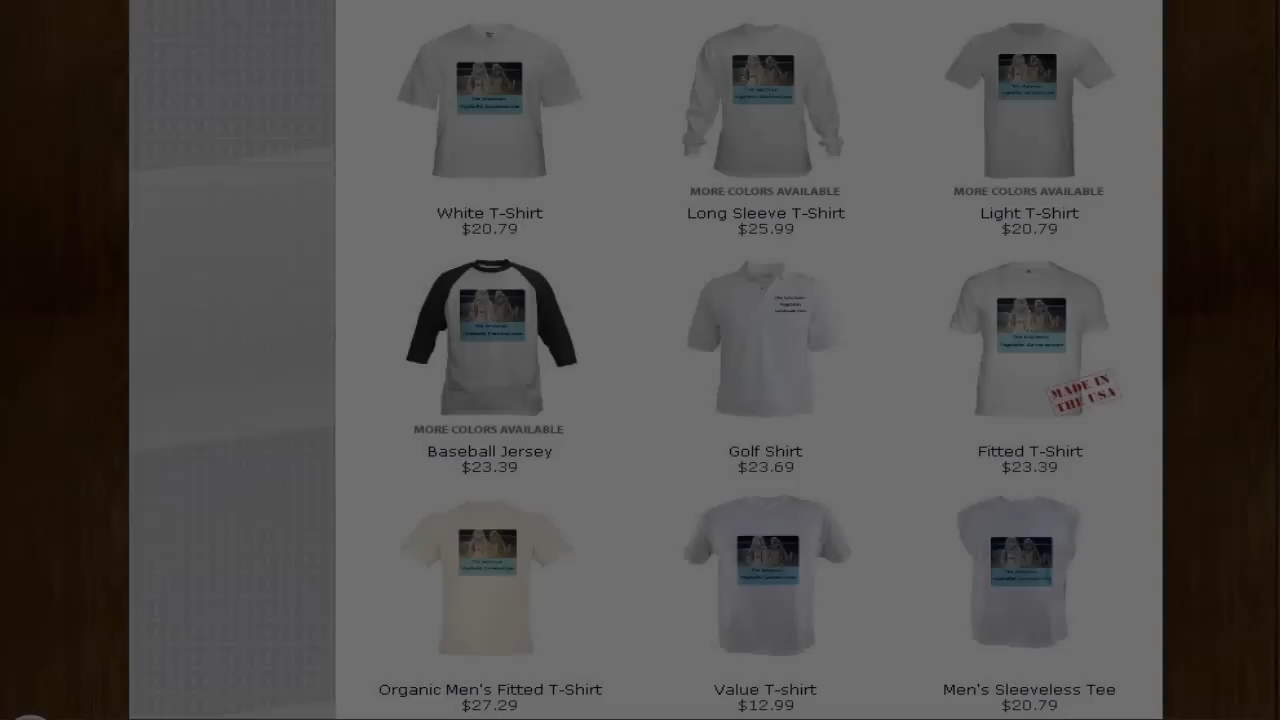 MORE COLORS AVAILABLE
MORE COLORS AVAILABLE
White T-Shirt
$20.79
Long Sleeve T-Shirt
$25.99
Light T-Shirt
$20.79
MADE IN
THE USA
MORE COLORS AVAILABLE
Baseball Jersey
$23.39
Golf Shirt
$23.69
Fitted T-Shirt
$23.39
Organic Men's Fitted T-Shirt
$27.29
Value T-shirt
$12.99
Men's Sleeveless Tee
$20.79